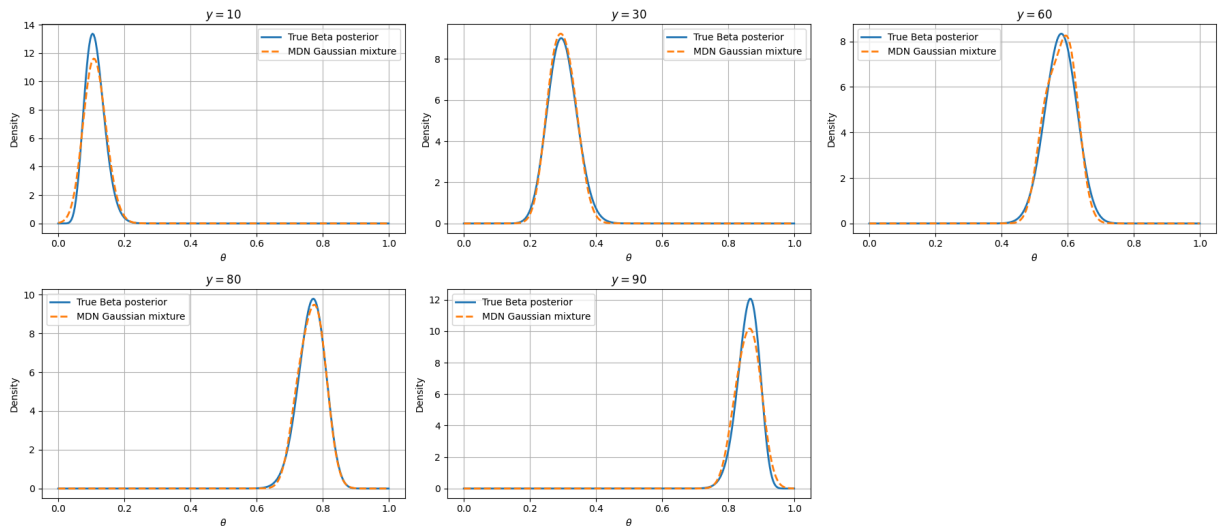 y = 10
14
12
10
8
6
4
2
0
Density
True Beta posterior
MDN Gaussian mixture
0.0 0.2 0.4 0.6 0.8 1.0
θ
y = 30
8
6
4
2
0
Density
True Beta posterior
MDN Gaussian mixture
0.0 0.2 0.4 0.6 0.8 1.0
θ
y = 60
8
6
4
2
0
Density
True Beta posterior
MDN Gaussian mixture
0.0 0.2 0.4 0.6 0.8 1.0
θ
y = 80
10
8
6
4
2
0
Density
True Beta posterior
MDN Gaussian mixture
0.0 0.2 0.4 0.6 0.8 1.0
θ
y = 90
12
10
8
6
4
2
0
Density
True Beta posterior
MDN Gaussian mixture
0.0 0.2 0.4 0.6 0.8 1.0
θ